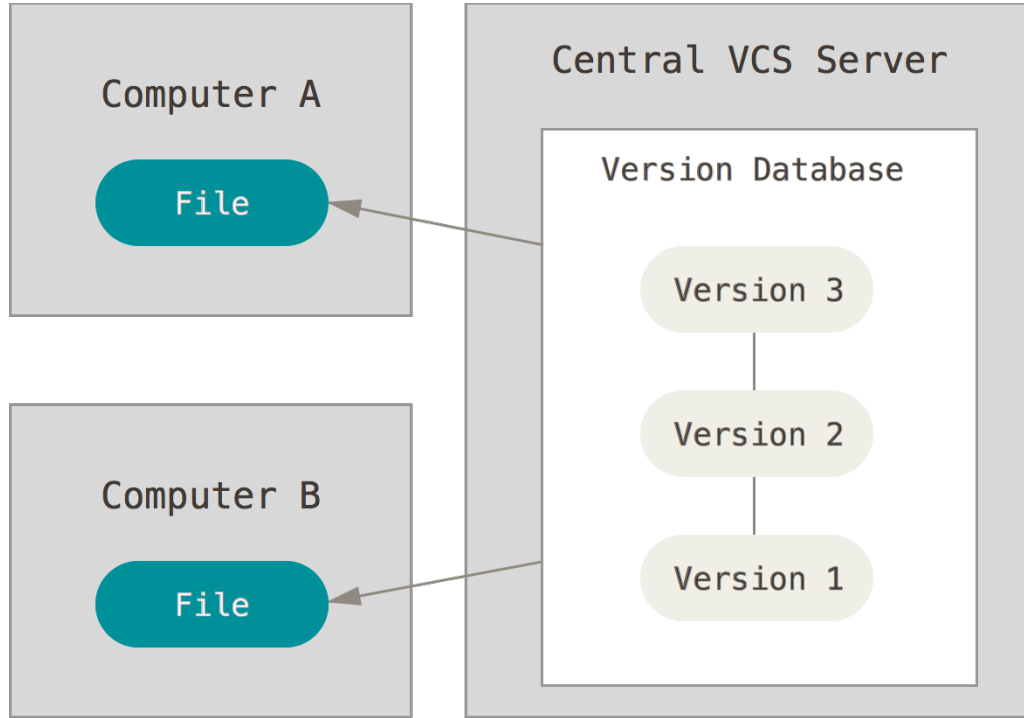 Computer A
File
Computer B
File
Central VCS Server
Version Database
Version 3
Version 2
Version 1